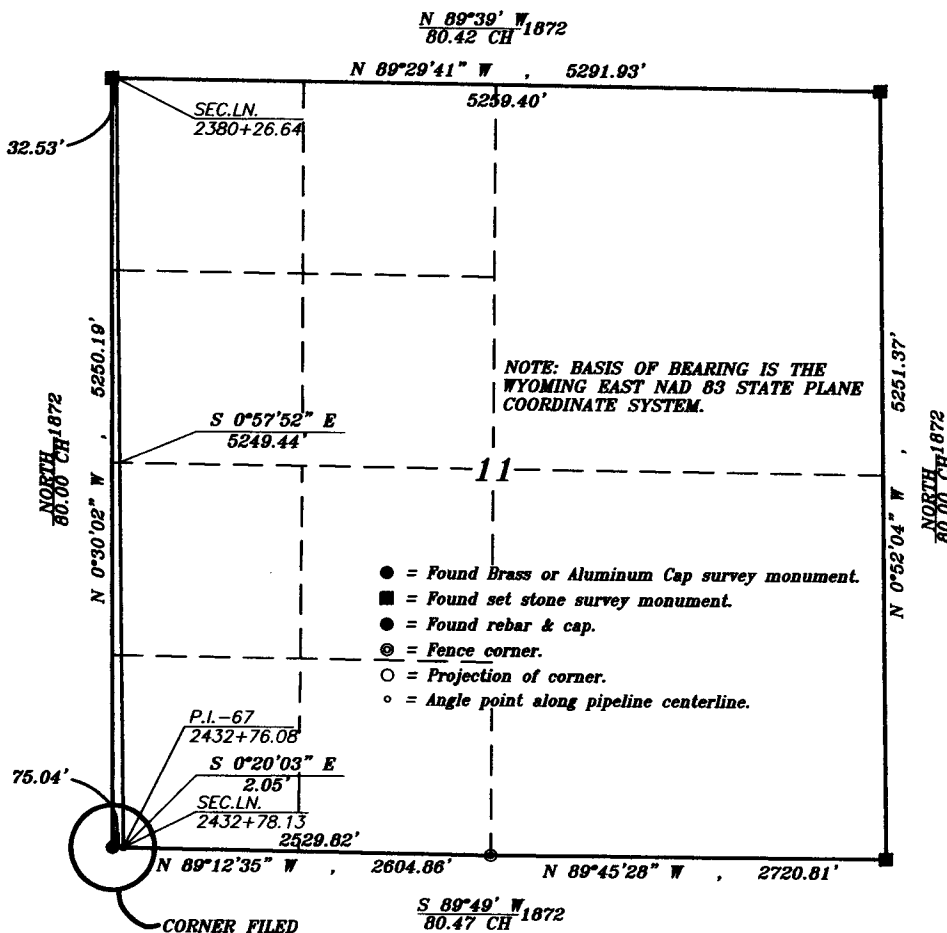 N 89°39' W
80.42 CH 1872
N 89°29'41" W , 5291.93'
5259.40'
SEC.LN.
2380+26.64
32.53'
NORTH
80.00 CH 1872
N 0°30'02" W , 5250.19'
S 0°57'52" E
5249.44'
NOTE: BASIS OF BEARING IS THE
WYOMING EAST NAD 83 STATE PLANE
COORDINATE SYSTEM.
11
N 0°52'04" W , 5251.37'
NORTH
80.00 CH 1872
= Found Brass or Aluminum Cap survey monument.
= Found set stone survey monument.
= Found rebar & cap.
= Fence corner.
= Projection of corner.
= Angle point along pipeline centerline.
P.I.-67
2432+76.08
S 0°20'03" E
2.05'
75.04'
SEC.LN.
2432+78.13
2529.82'
N 89°12'35" W , 2604.86'
N 89°45'28" W , 2720.81'
S 89°49' W
80.47 CH 1872
CORNER FILED